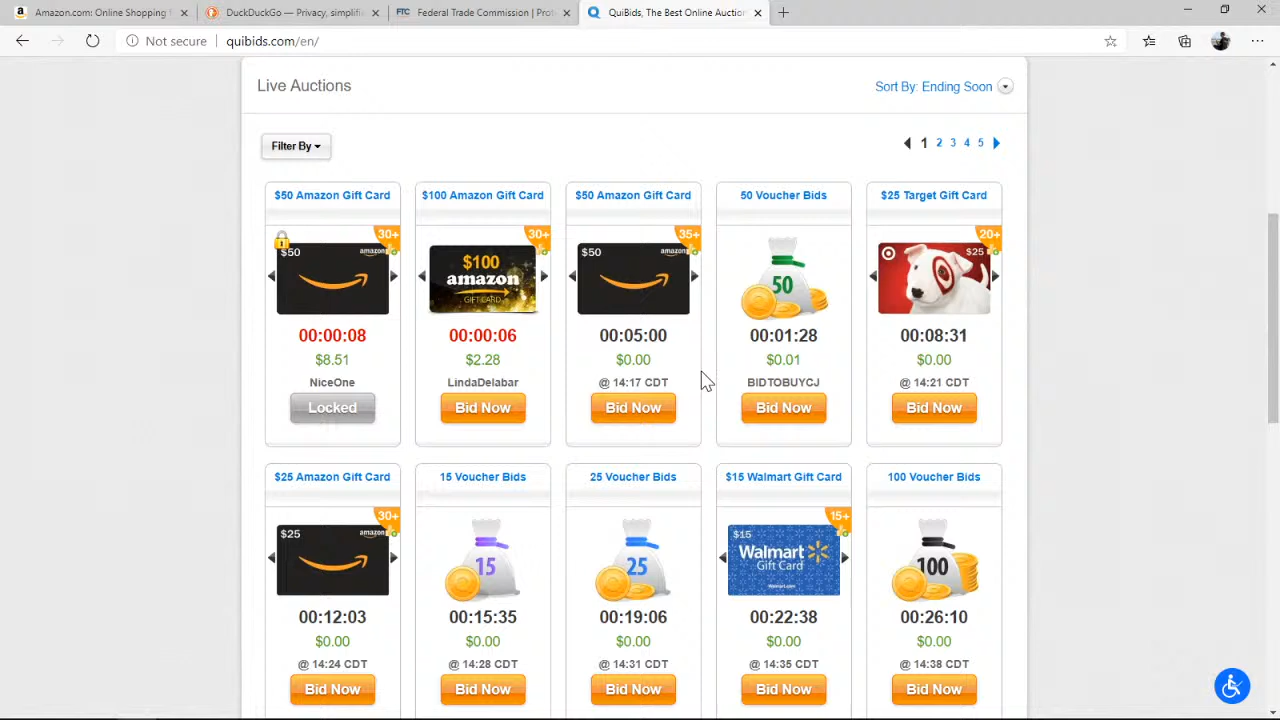 Amazon.com: Online Shopping
DuckDuckGo — Privacy, simplifi
FTC Federal Trade Commission | Prot
QuiBids, The Best Online Auction
Not secure quibids.com/en/
Live Auctions
Sort By: Ending Soon
Filter By
1 2 3 4 5
$50 Amazon Gift Card
$100 Amazon Gift Card
$50 Amazon Gift Card
50 Voucher Bids
$25 Target Gift Card
30+
30+
35+
20+
$50 amazon
$100
amazon
GIFT CARD
$50 amazon
50
$25
00:00:08
00:00:06
00:05:00
00:01:28
00:08:31
$8.51
$2.28
$0.00
$0.01
$0.00
NiceOne
LindaDelabar
@ 14:17 CDT
BIDTOBUYCJ
@ 14:21 CDT
Locked
Bid Now
Bid Now
Bid Now
Bid Now
$25 Amazon Gift Card
15 Voucher Bids
25 Voucher Bids
$15 Walmart Gift Card
100 Voucher Bids
30+
15+
$25 amazon
15
25
$15
Walmart
Gift Card
Walmart.com
100
00:12:03
00:15:35
00:19:06
00:22:38
00:26:10
$0.00
$0.00
$0.00
$0.00
$0.00
@ 14:24 CDT
@ 14:28 CDT
@ 14:31 CDT
@ 14:35 CDT
@ 14:38 CDT
Bid Now
Bid Now
Bid Now
Bid Now
Bid Now